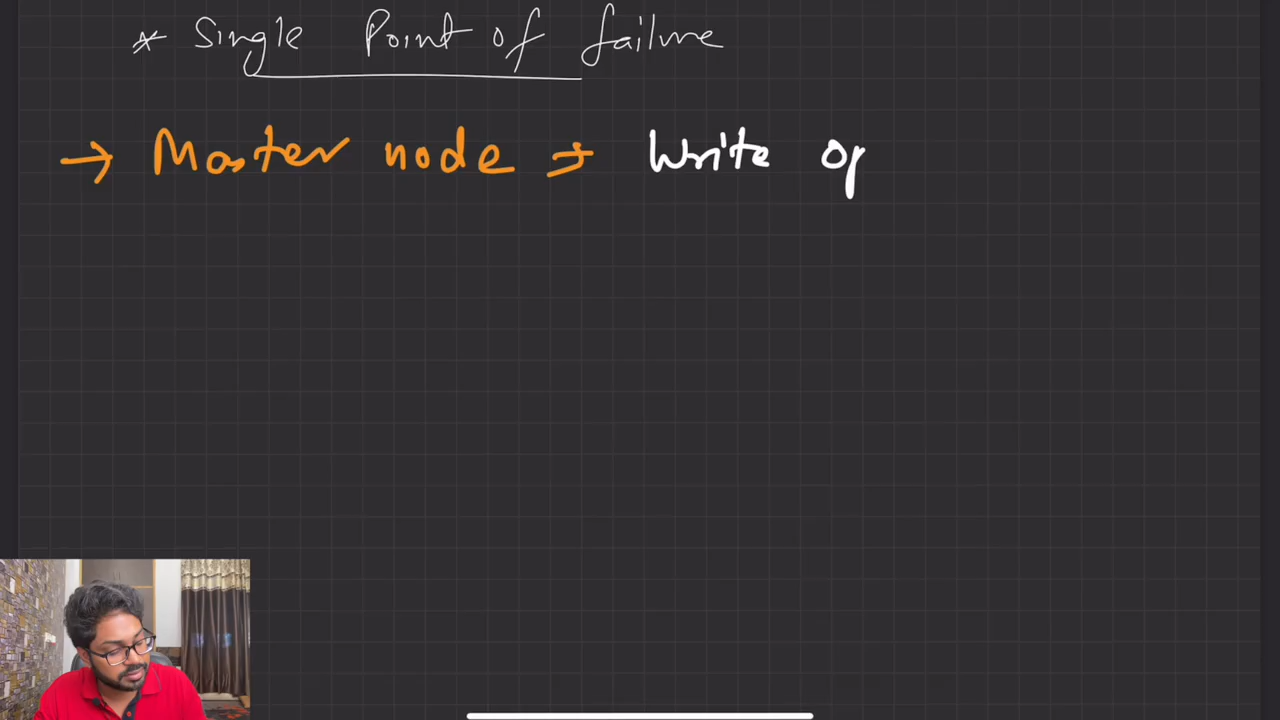 * Single Point of failure
→ Master node ⇒ Write Op